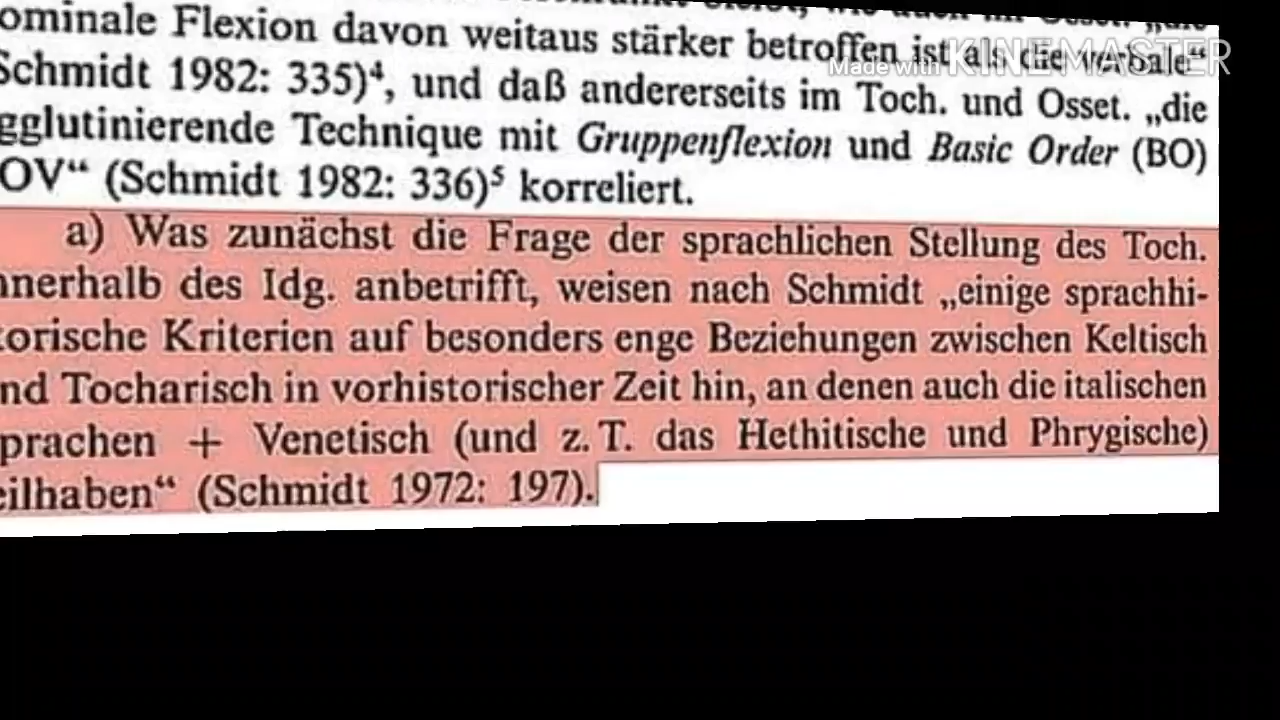 ominale Flexion davon weitaus stärker betroffen ist als die verbale“
Made with KINEMASTER
Schmidt 1982: 335)⁴, und daß andererseits im Toch. und Osset. „die
gglutinierende Technique mit Gruppenflexion und Basic Order (BO)
OV“ (Schmidt 1982: 336)⁵ korreliert.
a) Was zunächst die Frage der sprachlichen Stellung des Toch.
nnerhalb des Idg. anbetrifft, weisen nach Schmidt „einige sprachhi-
torische Kriterien auf besonders enge Beziehungen zwischen Keltisch
nd Tocharisch in vorhistorischer Zeit hin, an denen auch die italischen
prachen + Venetisch (und z. T. das Hethitische und Phrygische)
eilhaben“ (Schmidt 1972: 197).